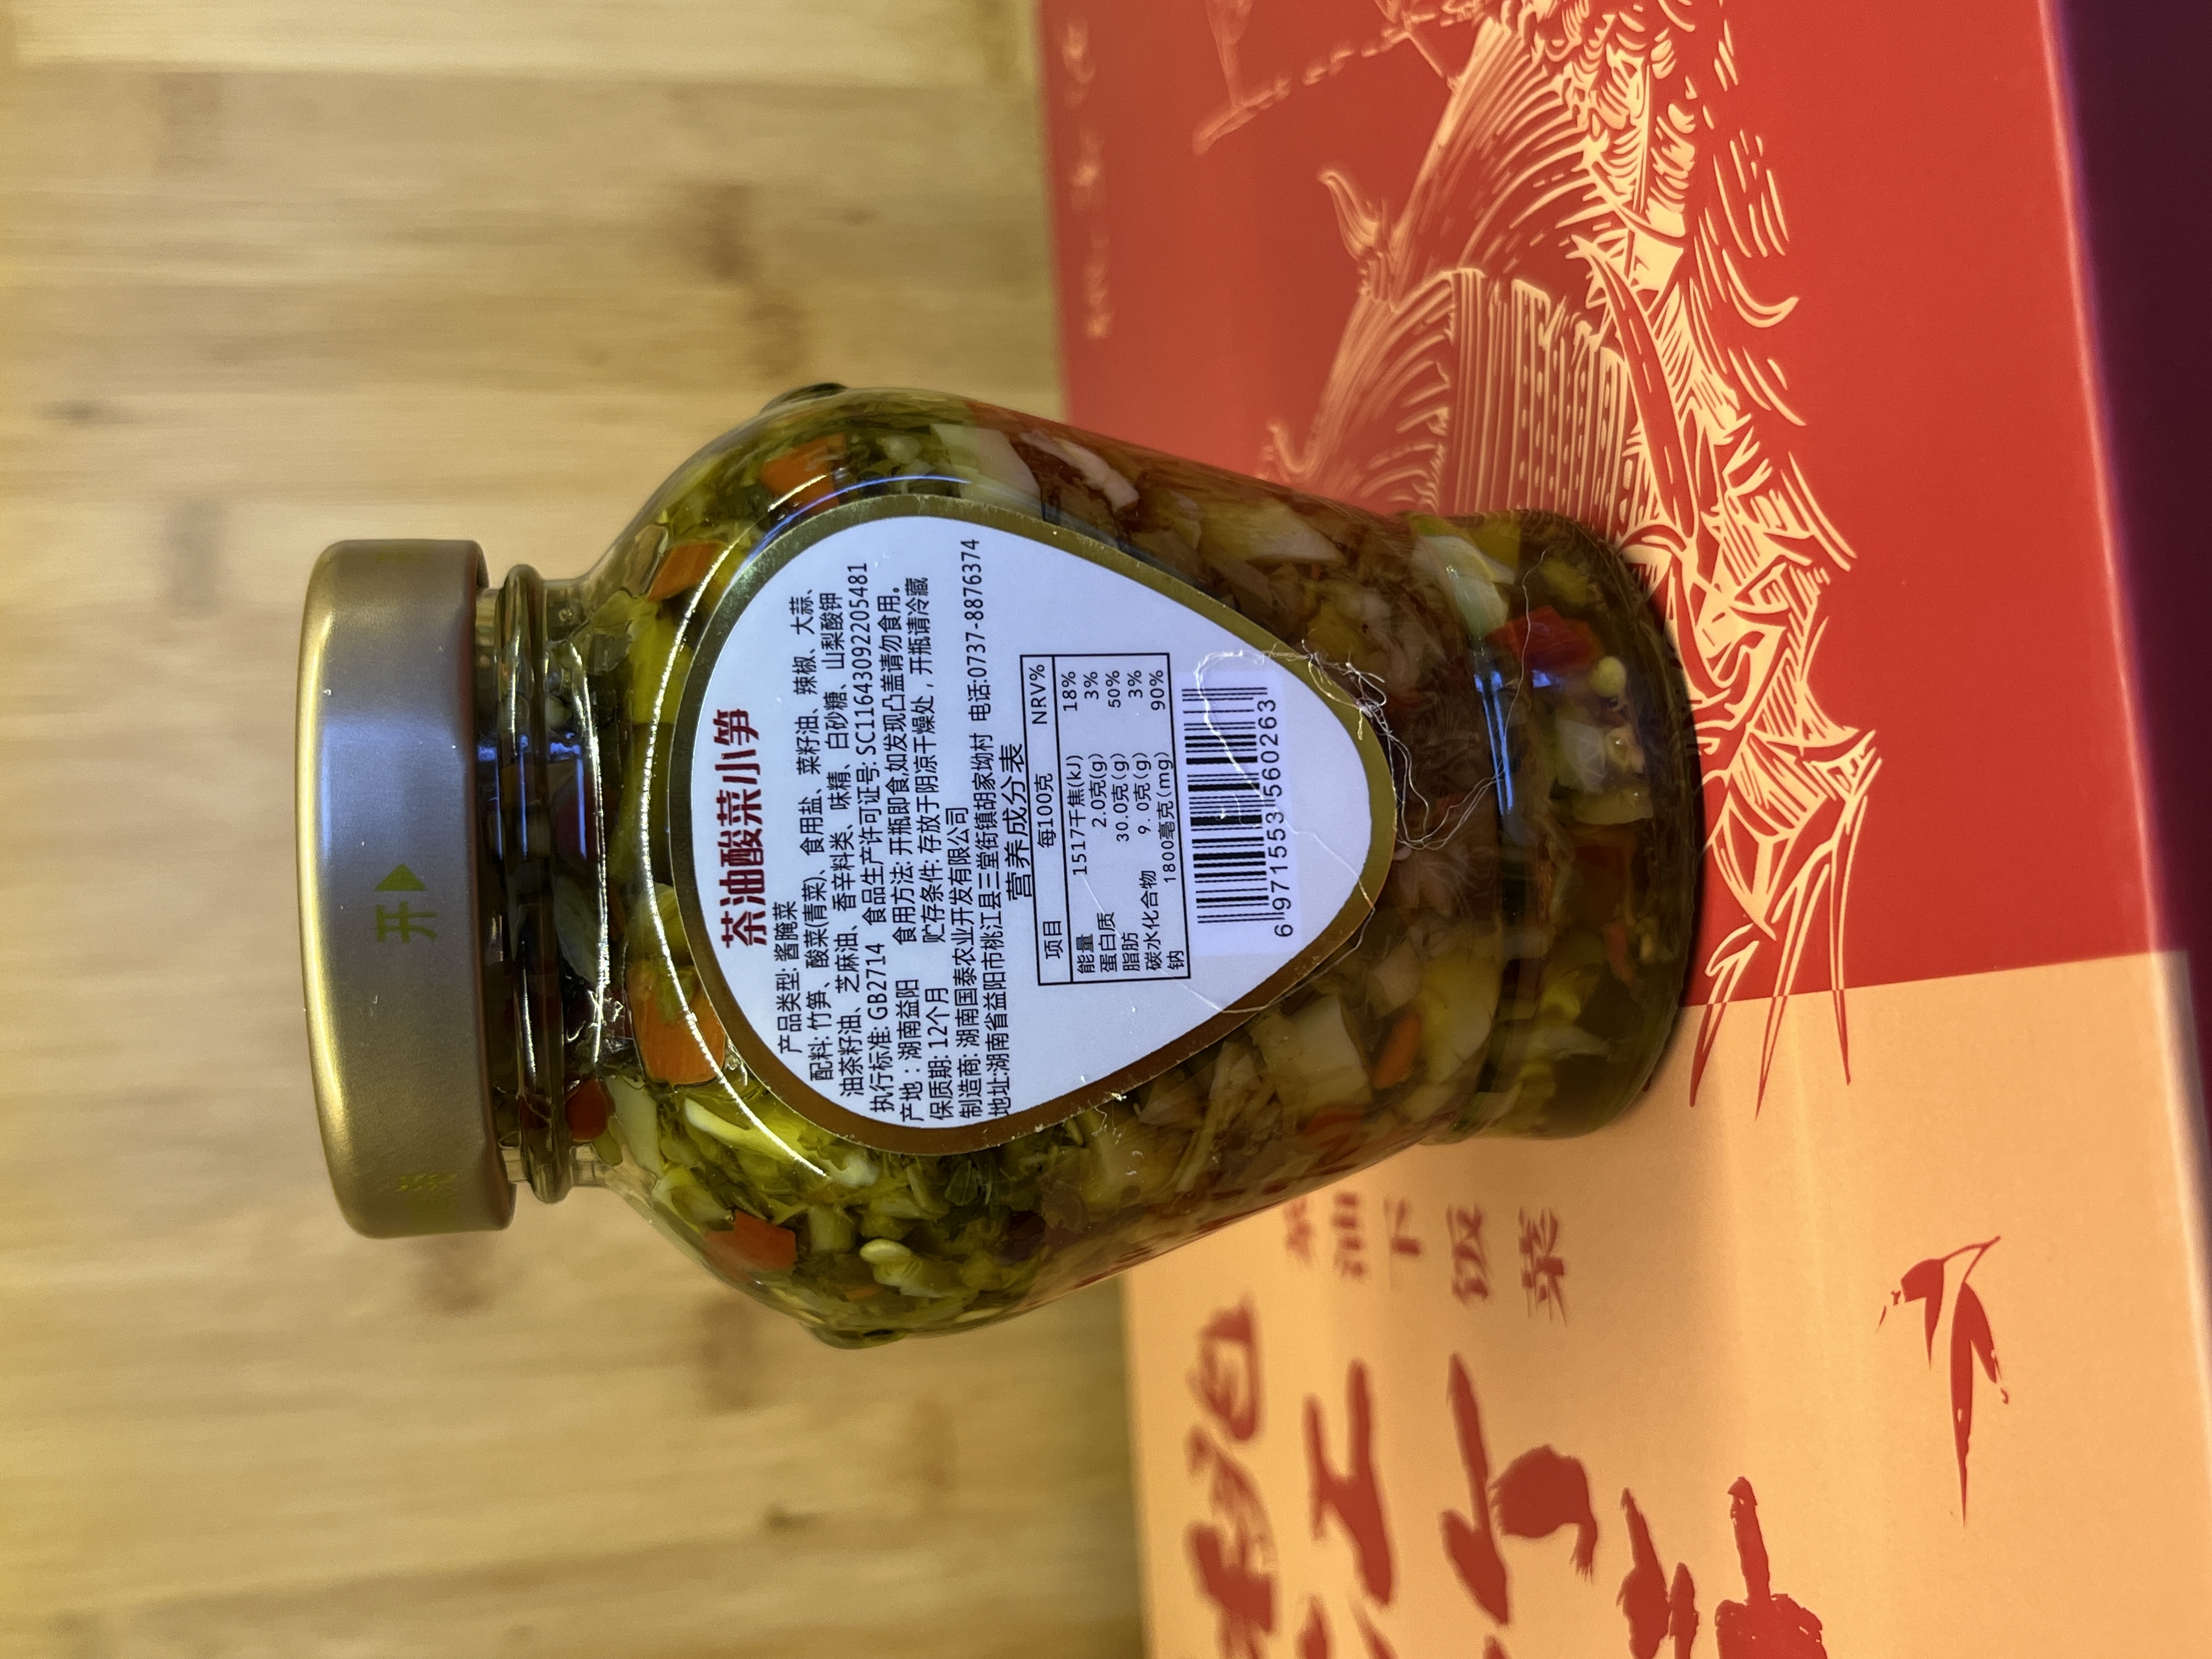 开
茶油酸菜小笋
产品类型: 酱腌菜
配料: 竹笋、酸菜(青菜)、食用盐、菜籽油、辣椒、大蒜、
油茶籽油、芝麻油、香辛料类、味精、白砂糖、山梨酸钾
执行标准: GB2714 食品生产许可证号: SC11643092205481
产地: 湖南益阳 食用方法: 开瓶即食,如发现凸盖请勿食用。
保质期: 12个月 贮存条件: 存放于阴凉干燥处,开瓶请冷藏
制造商: 湖南国泰农业开发有限公司
地址:湖南省益阳市桃江县三堂街镇胡家坳村 电话:0737-8876374
营养成分表
项目 每100克 NRV%
能量 1517千焦(kJ) 18%
蛋白质 2.0克(g) 3%
脂肪 30.0克(g) 50%
碳水化合物 9.0克(g) 3%
钠 1800毫克(mg) 90%
6 971553 560263
茶油下饭菜